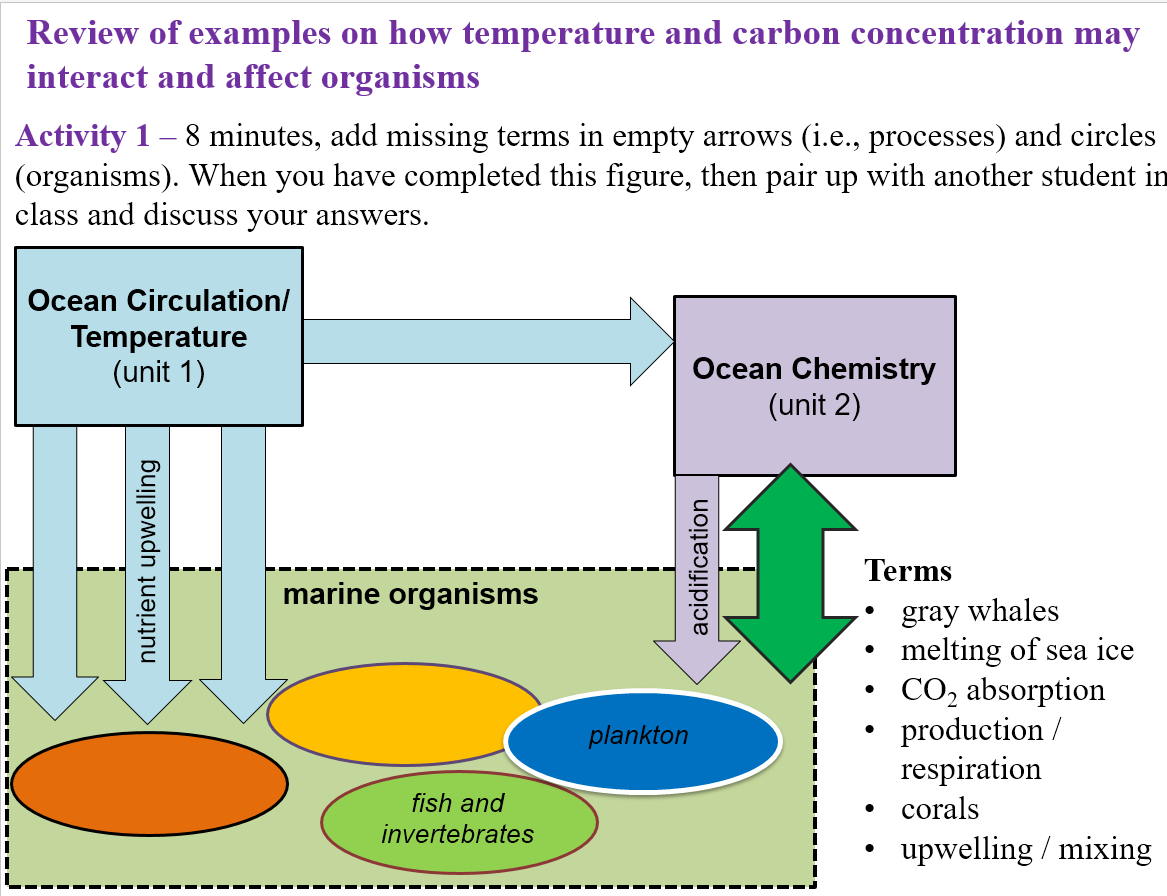 Review of examples on how temperature and carbon concentration may
interact and affect organisms
Activity 1 – 8 minutes, add missing terms in empty arrows (i.e., processes) and circles
(organisms). When you have completed this figure, then pair up with another student in
class and discuss your answers.
Ocean Circulation/
Temperature
(unit 1)
Ocean Chemistry
(unit 2)
nutrient upwelling
acidification
marine organisms
plankton
fish and
invertebrates
Terms
• gray whales
• melting of sea ice
• CO₂ absorption
• production /
respiration
• corals
• upwelling / mixing